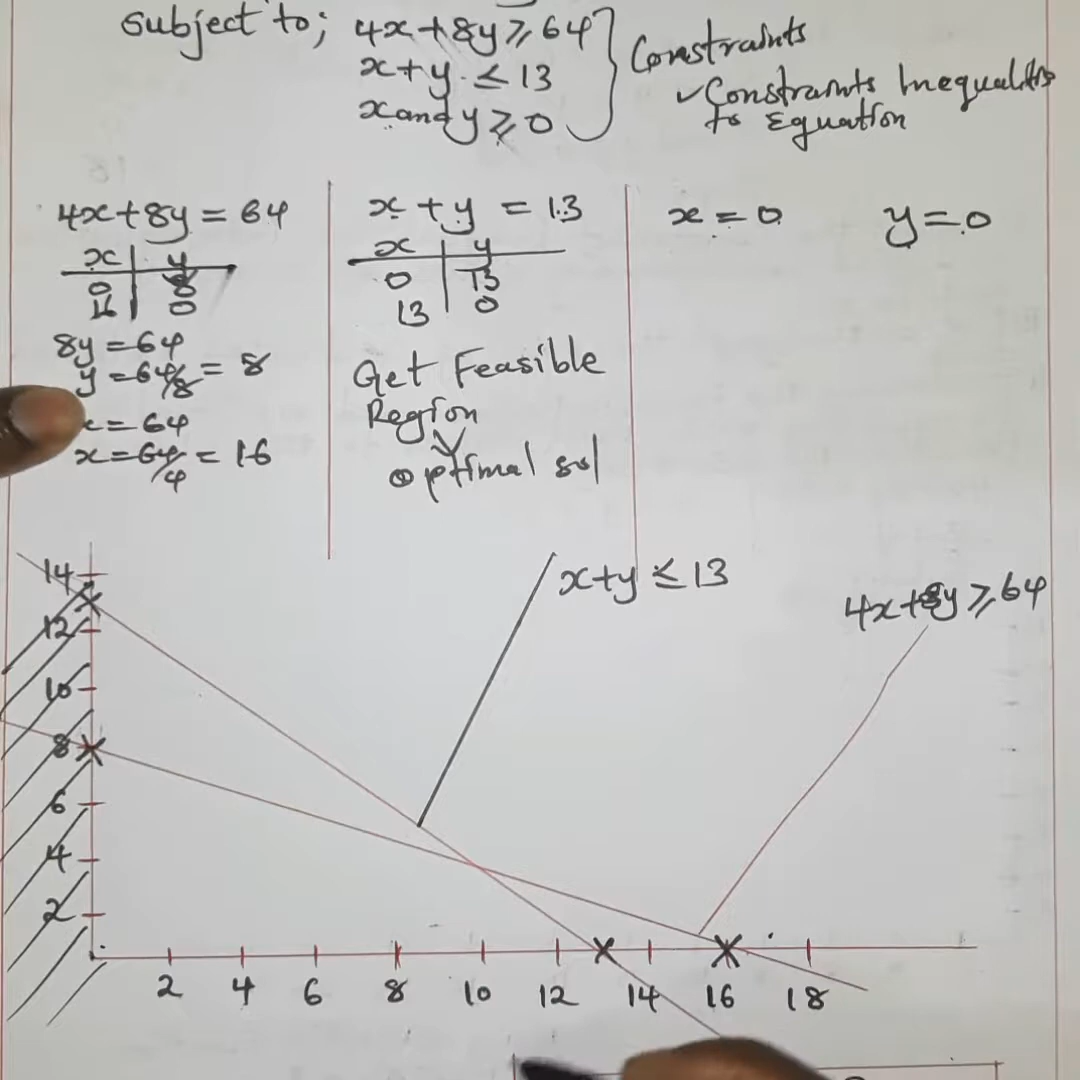 Subject to; 4x+8y ≥ 64
x+y ≤ 13
x and y ≥ 0
Constraints
✓Constraints Inequalities
to Equation
4x+8y = 64
x y
0 8
16 0
8y = 64
y = 64/8 = 8
x = 64
x = 64/4 = 16
x + y = 13
x y
0 13
13 0
Get Feasible
Region
optimal sol
x = 0
y = 0
x+y ≤ 13
4x+8y ≥ 64
14
12
10
8
6
4
2
2 4 6 8 10 12 14 16 18